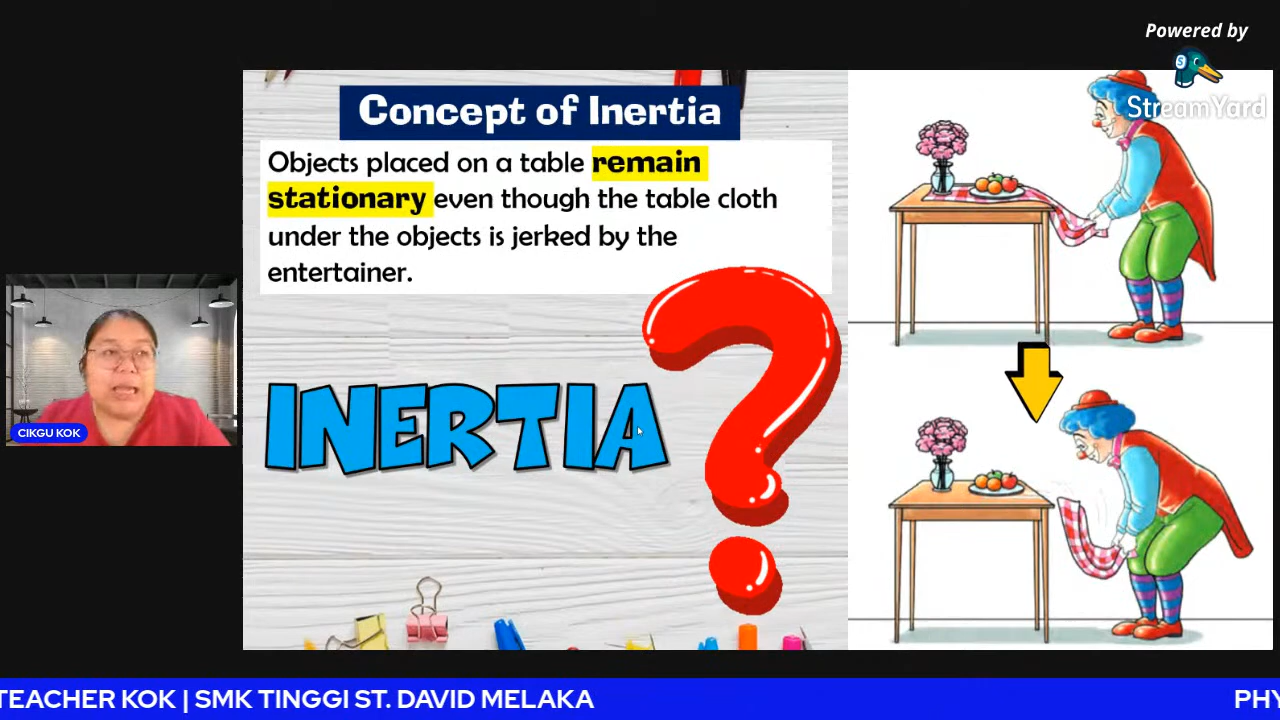 Powered by
StreamYard
Concept of Inertia
Objects placed on a table remain
stationary even though the table cloth
under the objects is jerked by the
entertainer.
INERTIA?
CIKGU KOK
TEACHER KOK | SMK TINGGI ST. DAVID MELAKA
PHY